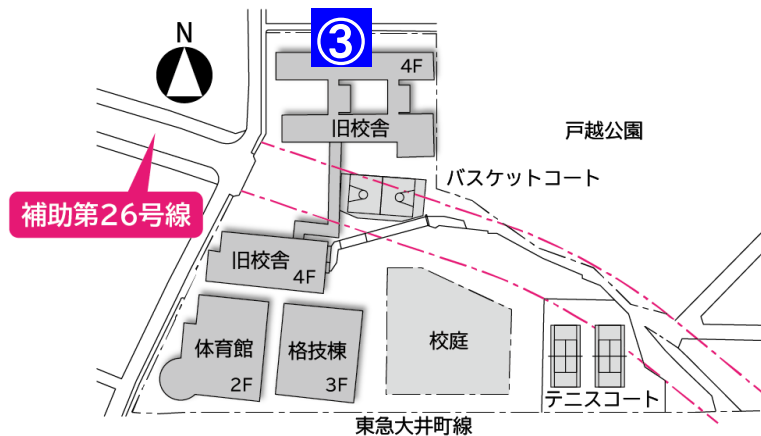 ③
N
4F
旧校舎
戸越公園
バスケットコート
補助第26号線
旧校舎
4F
体育館
2F
格技棟
3F
校庭
テニスコート
東急大井町線